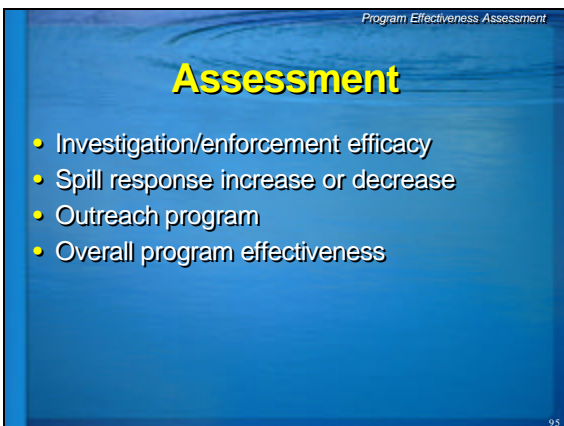 Program Effectiveness Assessment
Assessment
• Investigation/enforcement efficacy
• Spill response increase or decrease
• Outreach program
• Overall program effectiveness
95